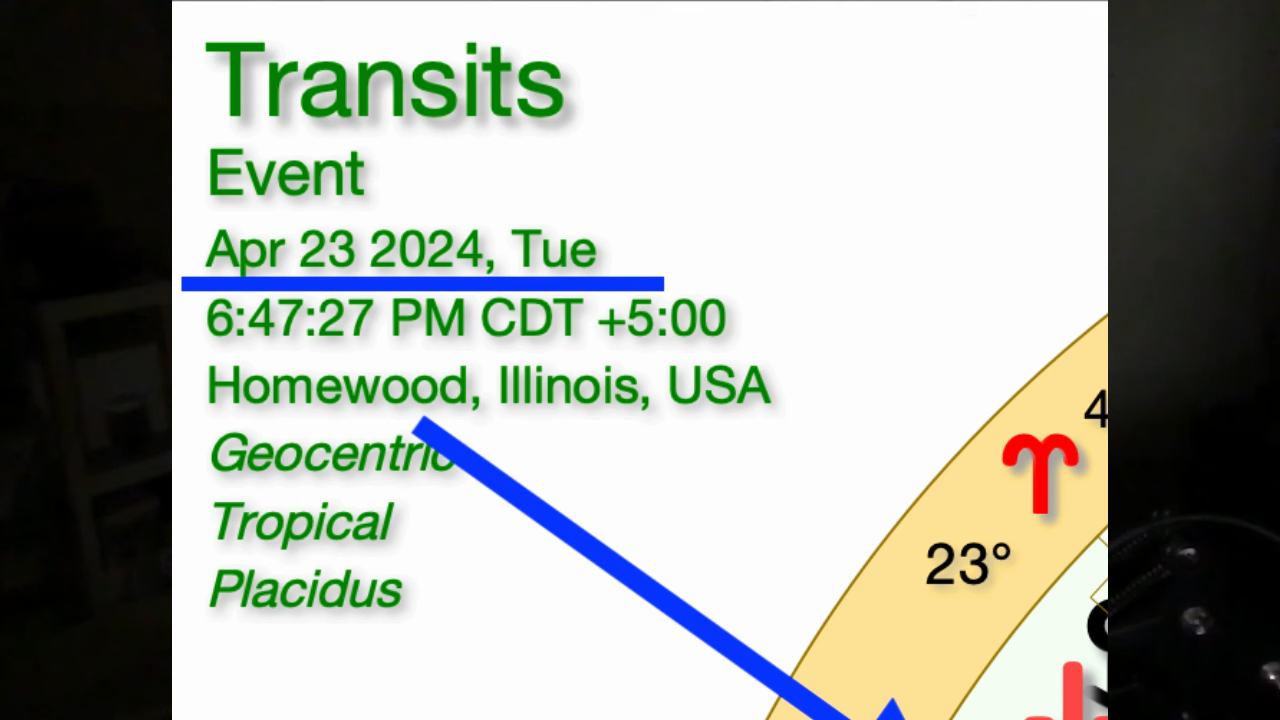 Transits
Event
Apr 23 2024, Tue
6:47:27 PM CDT +5:00
Homewood, Illinois, USA
Geocentric
Tropical
Placidus
4
23°